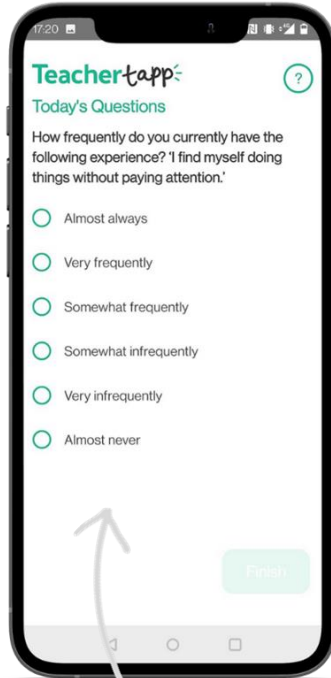 17:20
Teachertapp
?
Today's Questions
How frequently do you currently have the
following experience? 'I find myself doing
things without paying attention.'
Almost always
Very frequently
Somewhat frequently
Somewhat infrequently
Very infrequently
Almost never
Finish